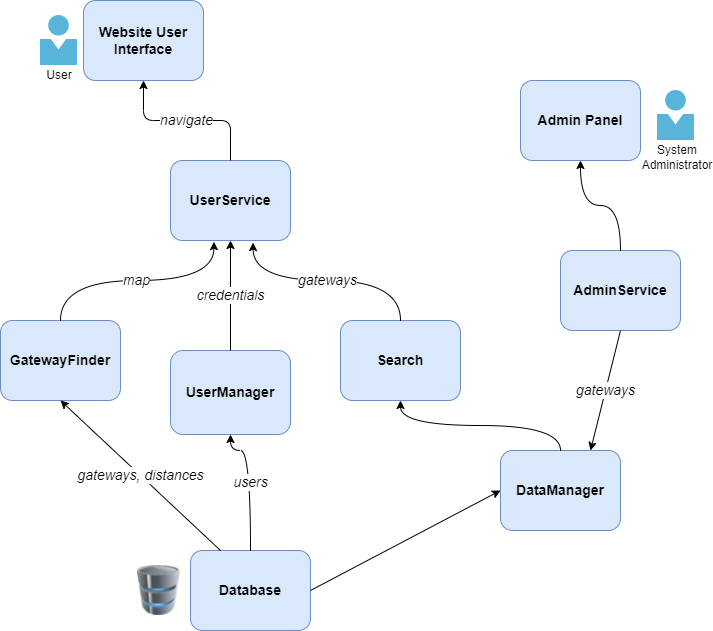 Website User
Interface
User
Admin Panel
System
Administrator
navigate
UserService
map
credentials
gateways
AdminService
GatewayFinder
UserManager
Search
gateways
gateways, distances
users
DataManager
Database